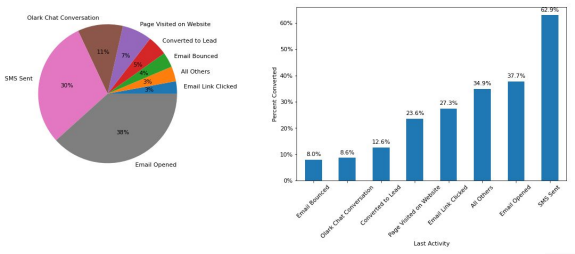 Olark Chat Conversation
Page Visited on Website
Converted to Lead
Email Bounced
All Others
Email Link Clicked
SMS Sent
Email Opened
11%
7%
5%
4%
3%
3%
30%
38%
Percent Converted
60%
50%
40%
30%
20%
10%
0%
8.0%
8.6%
12.6%
23.6%
27.3%
34.9%
37.7%
62.9%
Email Bounced
Olark Chat Conversation
Converted to Lead
Page Visited on Website
Email Link Clicked
All Others
Email Opened
SMS Sent
Last Activity